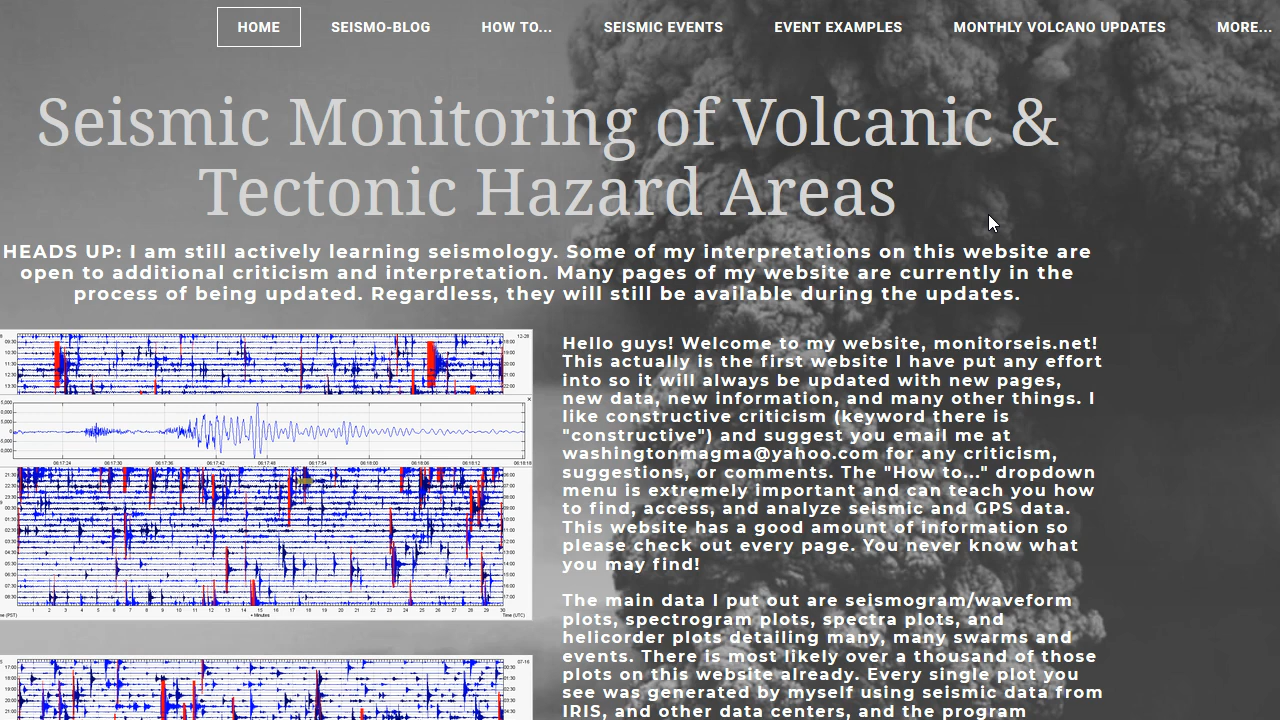 HOME SEISMO-BLOG HOW TO... SEISMIC EVENTS EVENT EXAMPLES MONTHLY VOLCANO UPDATES MORE...
Seismic Monitoring of Volcanic &
Tectonic Hazard Areas
HEADS UP: I am still actively learning seismology. Some of my interpretations on this website are
open to additional criticism and interpretation. Many pages of my website are currently in the
process of being updated. Regardless, they will still be available during the updates.
Hello guys! Welcome to my website, monitorseis.net!
This actually is the first website I have put any effort
into so it will always be updated with new pages,
new data, new information, and many other things. I
like constructive criticism (keyword there is
"constructive") and suggest you email me at
washingtonmagma@yahoo.com for any criticism,
suggestions, or comments. The "How to..." dropdown
menu is extremely important and can teach you how
to find, access, and analyze seismic and GPS data.
This website has a good amount of information so
please check out every page. You never know what
you may find!
The main data I put out are seismogram/waveform
plots, spectrogram plots, spectra plots, and
helicorder plots detailing many, many swarms and
events. There is most likely over a thousand of those
plots on this website already. Every single plot you
see was generated by myself using seismic data from
IRIS, and other data centers, and the program